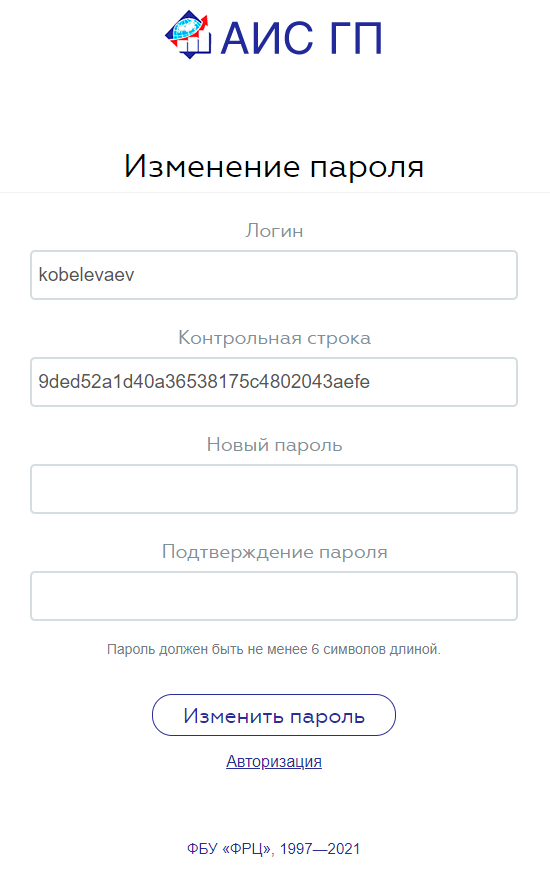 АИС ГП
Изменение пароля
Логин
kobelevaev
Контрольная строка
9ded52a1d40a36538175c4802043aefe
Новый пароль
Подтверждение пароля
Пароль должен быть не менее 6 символов длиной.
Изменить пароль
Авторизация
ФБУ «ФРЦ», 1997—2021